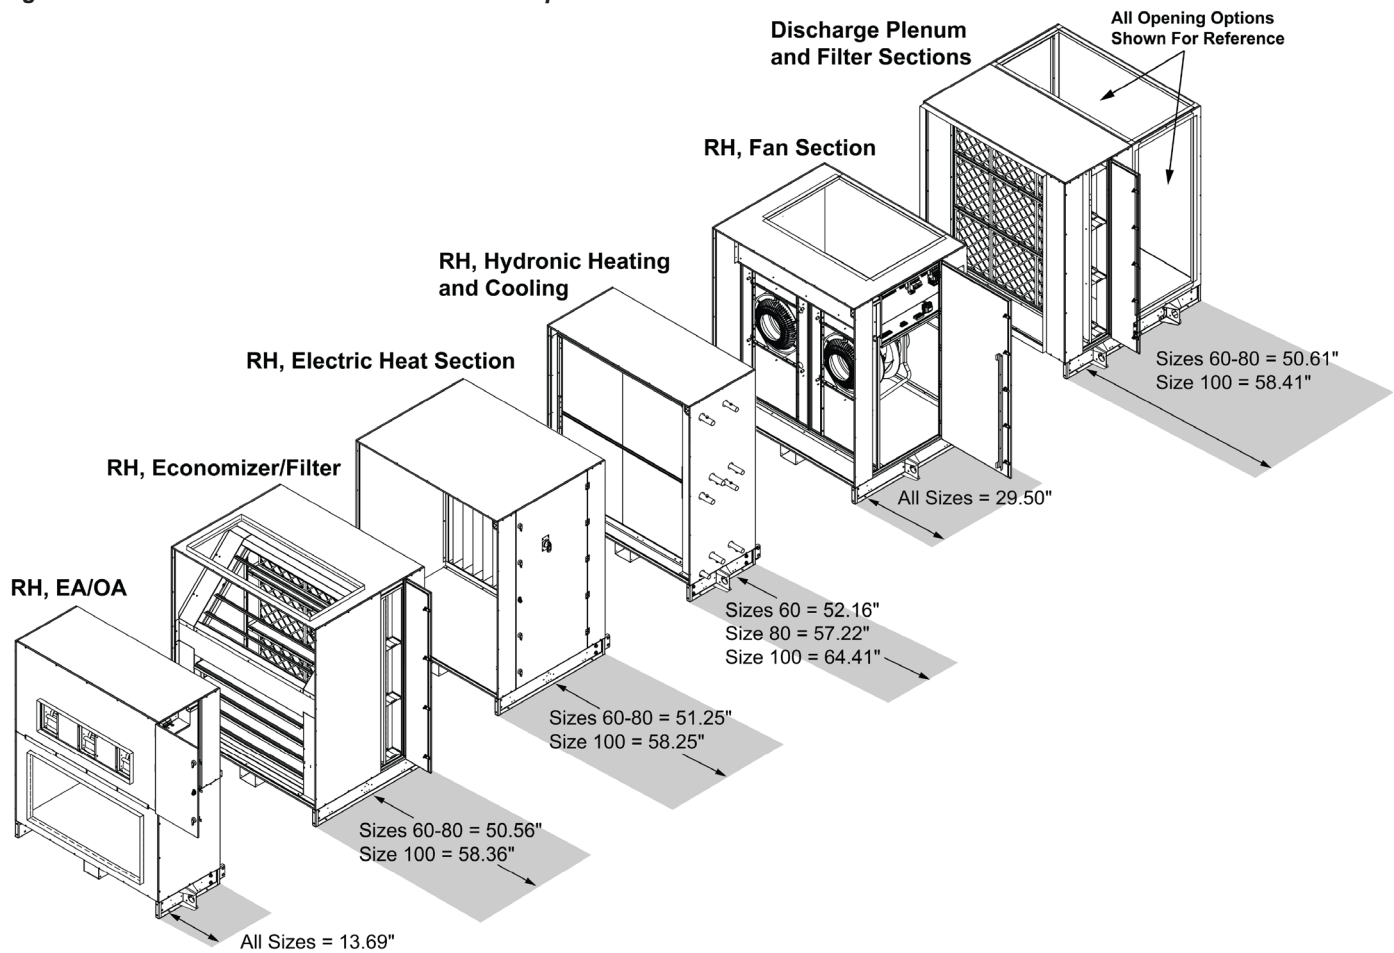 All Opening Options
Shown For Reference
Discharge Plenum
and Filter Sections
RH, Fan Section
RH, Hydronic Heating
and Cooling
RH, Electric Heat Section
RH, Economizer/Filter
RH, EA/OA
Sizes 60-80 = 50.61"
Size 100 = 58.41"
All Sizes = 29.50"
Sizes 60 = 52.16"
Size 80 = 57.22"
Size 100 = 64.41"
Sizes 60-80 = 51.25"
Size 100 = 58.25"
Sizes 60-80 = 50.56"
Size 100 = 58.36"
All Sizes = 13.69"